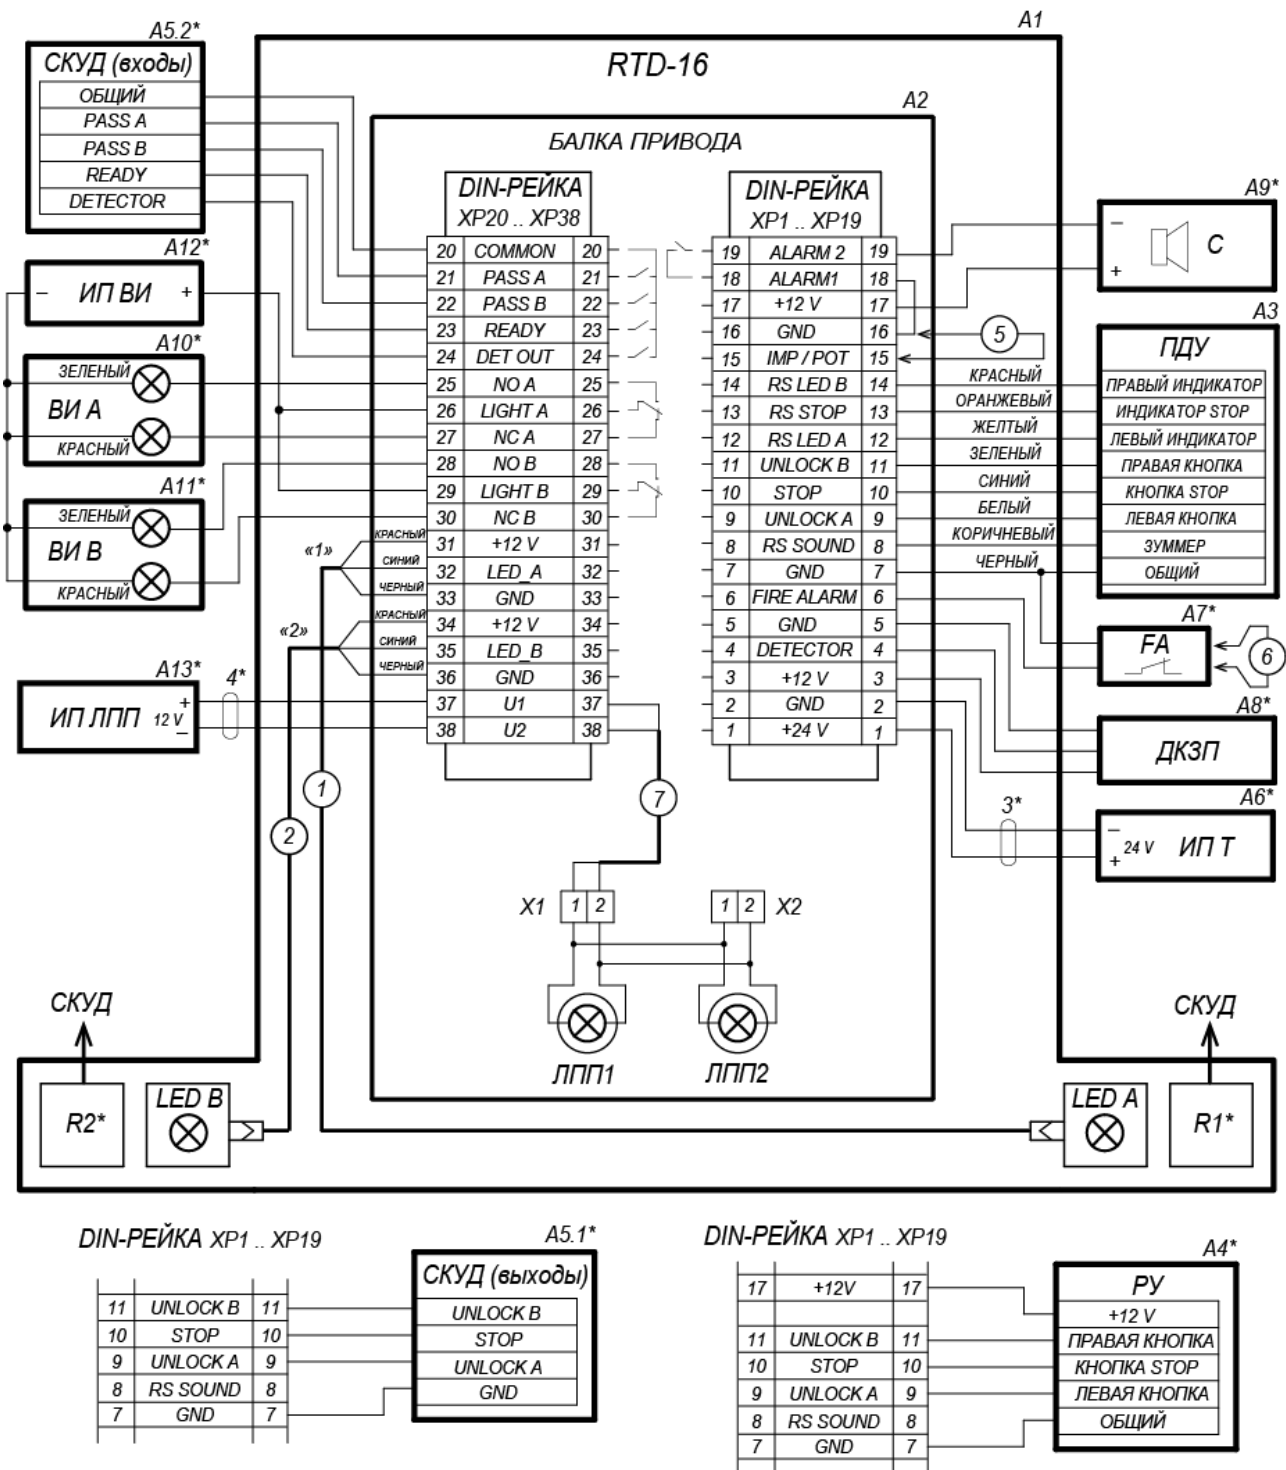 A1
A5.2*
СКУД (входы)
ОБЩИЙ
PASS A
PASS B
READY
DETECTOR
RTD-16
A2
БАЛКА ПРИВОДА
DIN-РЕЙКА
XP20 .. XP38
20 COMMON 20
21 PASS A 21
22 PASS B 22
23 READY 23
24 DET OUT 24
25 NO A 25
26 LIGHT A 26
27 NC A 27
28 NO B 28
29 LIGHT B 29
30 NC B 30
31 +12 V 31
32 LED_A 32
33 GND 33
34 +12 V 34
35 LED_B 35
36 GND 36
37 U1 37
38 U2 38
DIN-РЕЙКА
XP1 .. XP19
19 ALARM 2 19
18 ALARM1 18
17 +12 V 17
16 GND 16
15 IMP / POT 15
14 RS LED B 14
13 RS STOP 13
12 RS LED A 12
11 UNLOCK B 11
10 STOP 10
9 UNLOCK A 9
8 RS SOUND 8
7 GND 7
6 FIRE ALARM 6
5 GND 5
4 DETECTOR 4
3 +12 V 3
2 GND 2
1 +24 V 1
A12*
– ИП ВИ +
A10*
ЗЕЛЕНЫЙ
ВИ А
КРАСНЫЙ
A11*
ЗЕЛЕНЫЙ
ВИ В
КРАСНЫЙ
«1»
КРАСНЫЙ
СИНИЙ
ЧЕРНЫЙ
«2»
КРАСНЫЙ
СИНИЙ
ЧЕРНЫЙ
A13*
ИП ЛПП 12 V + –
4*
1
2
7
A9*
– +
С
5
A3
ПДУ
ПРАВЫЙ ИНДИКАТОР
ИНДИКАТОР STOP
ЛЕВЫЙ ИНДИКАТОР
ПРАВАЯ КНОПКА
КНОПКА STOP
ЛЕВАЯ КНОПКА
ЗУММЕР
ОБЩИЙ
КРАСНЫЙ
ОРАНЖЕВЫЙ
ЖЕЛТЫЙ
ЗЕЛЕНЫЙ
СИНИЙ
БЕЛЫЙ
КОРИЧНЕВЫЙ
ЧЕРНЫЙ
A7*
FA
6
A8*
ДКЗП
A6*
– + 24 V ИП Т
3*
X1 1 2
1 2 X2
ЛПП1
ЛПП2
СКУД
R2*
LED B
LED A
СКУД
R1*
DIN-РЕЙКА XP1 .. XP19
11 UNLOCK B 11
10 STOP 10
9 UNLOCK A 9
8 RS SOUND 8
7 GND 7
A5.1*
СКУД (выходы)
UNLOCK B
STOP
UNLOCK A
GND
DIN-РЕЙКА XP1 .. XP19
17 +12V 17
11 UNLOCK B 11
10 STOP 10
9 UNLOCK A 9
8 RS SOUND 8
7 GND 7
A4*
РУ
+12 V
ПРАВАЯ КНОПКА
КНОПКА STOP
ЛЕВАЯ КНОПКА
ОБЩИЙ